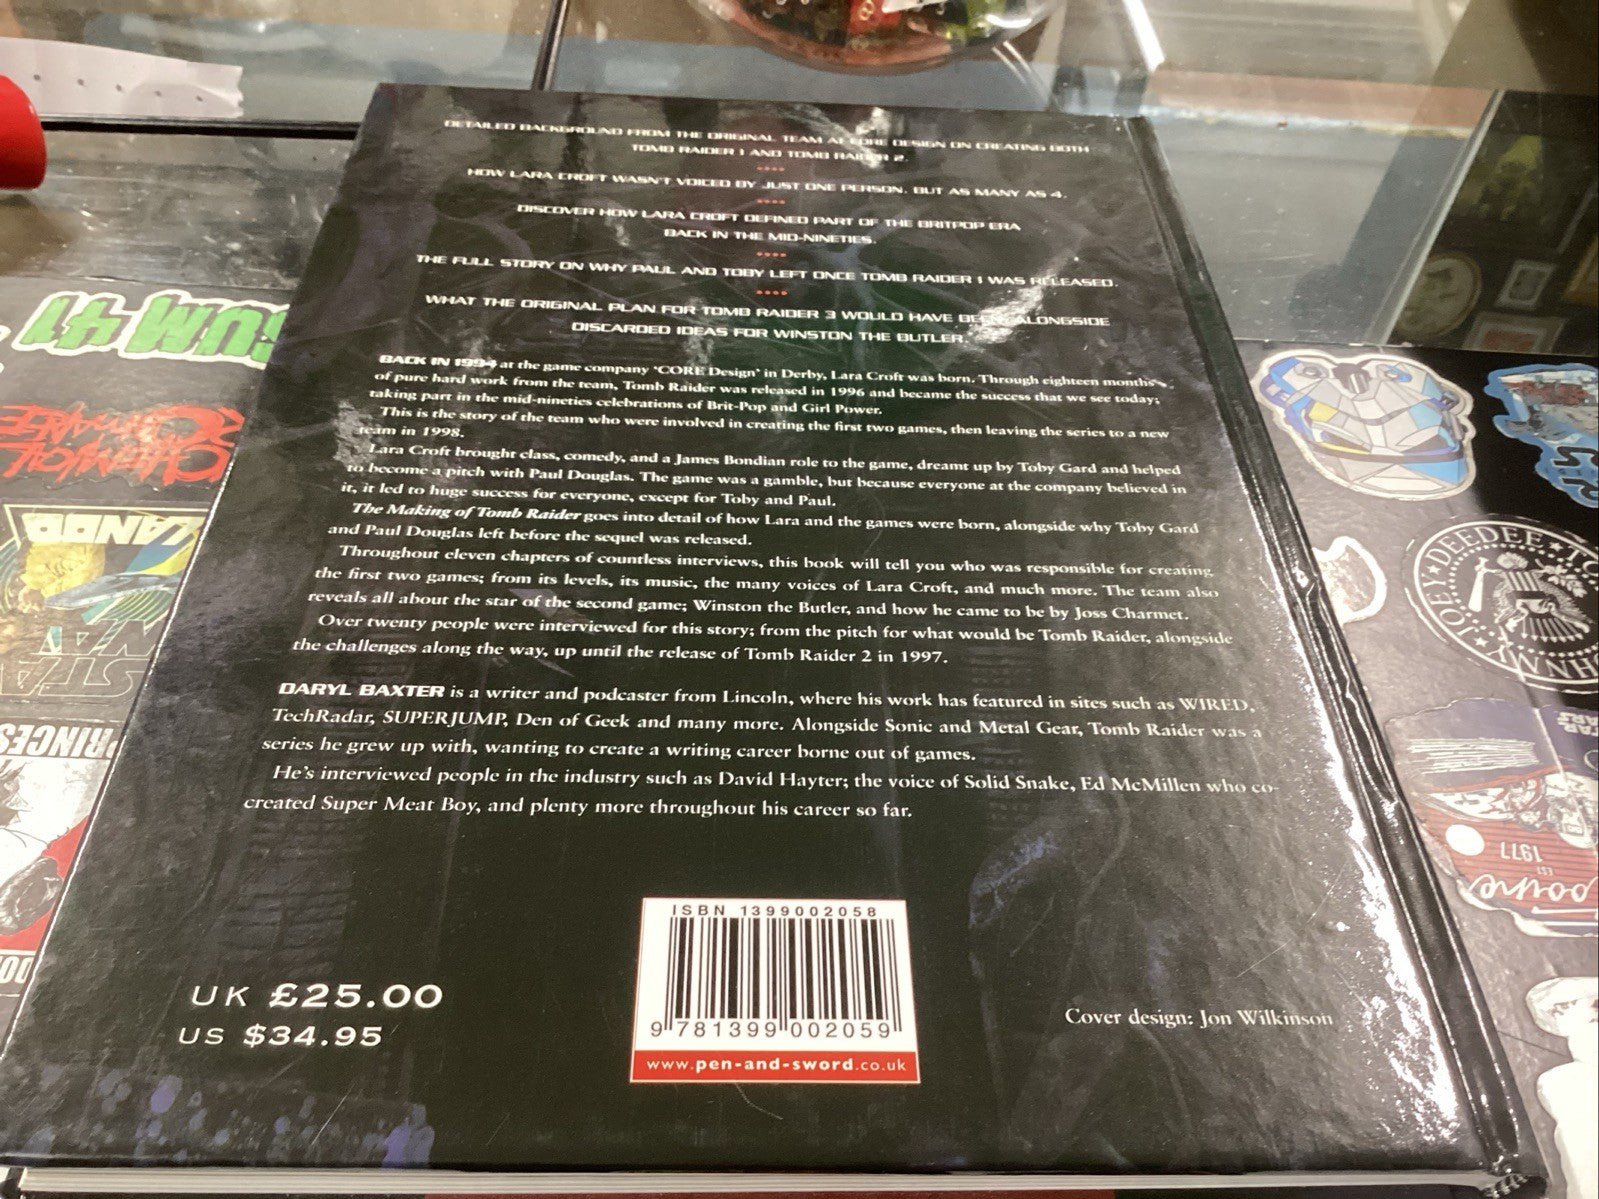 DETAILED BACKGROUND FROM THE ORIGINAL TEAM AT CORE DESIGN ON CREATING BOTH
TOMB RAIDER 1 AND TOMB RAIDER 2.
HOW LARA CROFT WASN'T VOICED BY JUST ONE PERSON, BUT AS MANY AS 4.
DISCOVER HOW LARA CROFT DEFINED PART OF THE BRITPOP ERA
BACK IN THE MID-NINETIES.
THE FULL STORY ON WHY PAUL AND TOBY LEFT ONCE TOMB RAIDER 1 WAS RELEASED.
WHAT THE ORIGINAL PLAN FOR TOMB RAIDER 3 WOULD HAVE BEEN, ALONGSIDE
DISCARDED IDEAS FOR WINSTON THE BUTLER.
BACK IN 1994 at the game company 'CORE Design' in Derby, Lara Croft was born. Through eighteen months
of pure hard work from the team, Tomb Raider was released in 1996 and became the success that we see today;
taking part in the mid-nineties celebrations of Brit-Pop and Girl Power.
This is the story of the team who were involved in creating the first two games, then leaving the series to a new
team in 1998.
Lara Croft brought class, comedy, and a James Bondian role to the game, dreamt up by Toby Gard and helped
to become a pitch with Paul Douglas. The game was a gamble, but because everyone at the company believed in
it, it led to huge success for everyone, except for Toby and Paul.
The Making of Tomb Raider goes into detail of how Lara and the games were born, alongside why Toby Gard
and Paul Douglas left before the sequel was released.
Throughout eleven chapters of countless interviews, this book will tell you who was responsible for creating
the first two games; from its levels, its music, the many voices of Lara Croft, and much more. The team also
reveals all about the star of the second game; Winston the Butler, and how he came to be by Joss Charmet.
Over twenty people were interviewed for this story; from the pitch for what would be Tomb Raider, alongside
the challenges along the way, up until the release of Tomb Raider 2 in 1997.
DARYL BAXTER is a writer and podcaster from Lincoln, where his work has featured in sites such as WIRED,
TechRadar, SUPERJUMP, Den of Geek and many more. Alongside Sonic and Metal Gear, Tomb Raider was a
series he grew up with, wanting to create a writing career borne out of games.
He's interviewed people in the industry such as David Hayter; the voice of Solid Snake, Ed McMillen who co-
created Super Meat Boy, and plenty more throughout his career so far.
ISBN 1399002058
9 781399 002059
www.pen-and-sword.co.uk
UK £25.00
US $34.95
Cover design: Jon Wilkinson
SUM 41
CHEMICAL
ROMANCE
LANDO
STAR
WAR
PRINCES
JOEY DEEDEE TO
HNNY
STAR
WARS
EST
1977